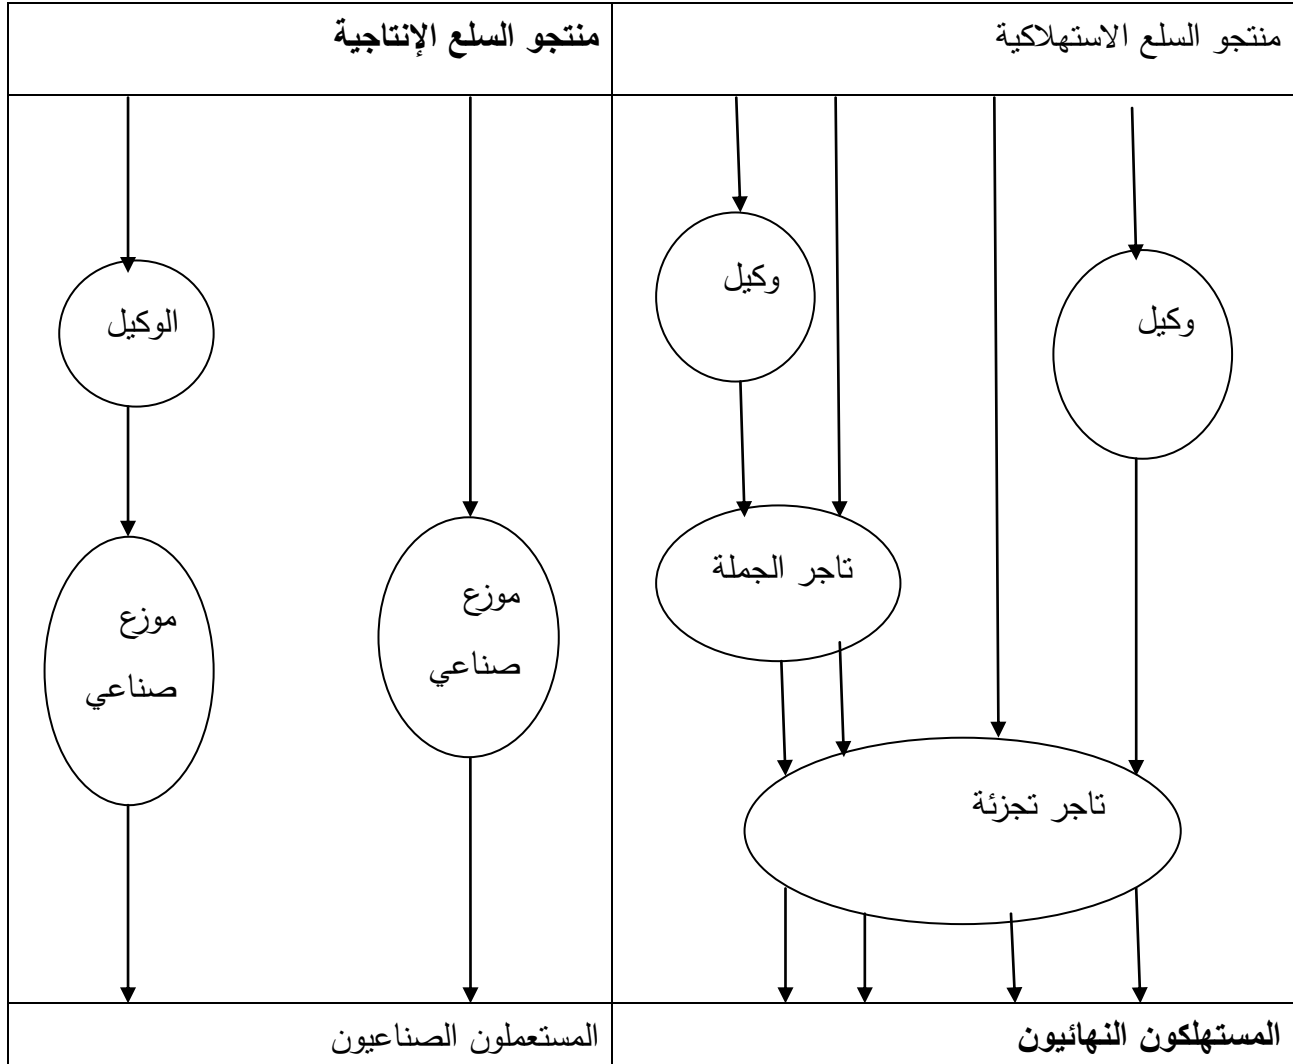 منتجو السلع الاستهلاكية
منتجو السلع الإنتاجية
وكيل
وكيل
الوكيل
تاجر الجملة
موزع
صناعي
موزع
صناعي
تاجر تجزئة
المستهلكون النهائيون
المستعملون الصناعيون